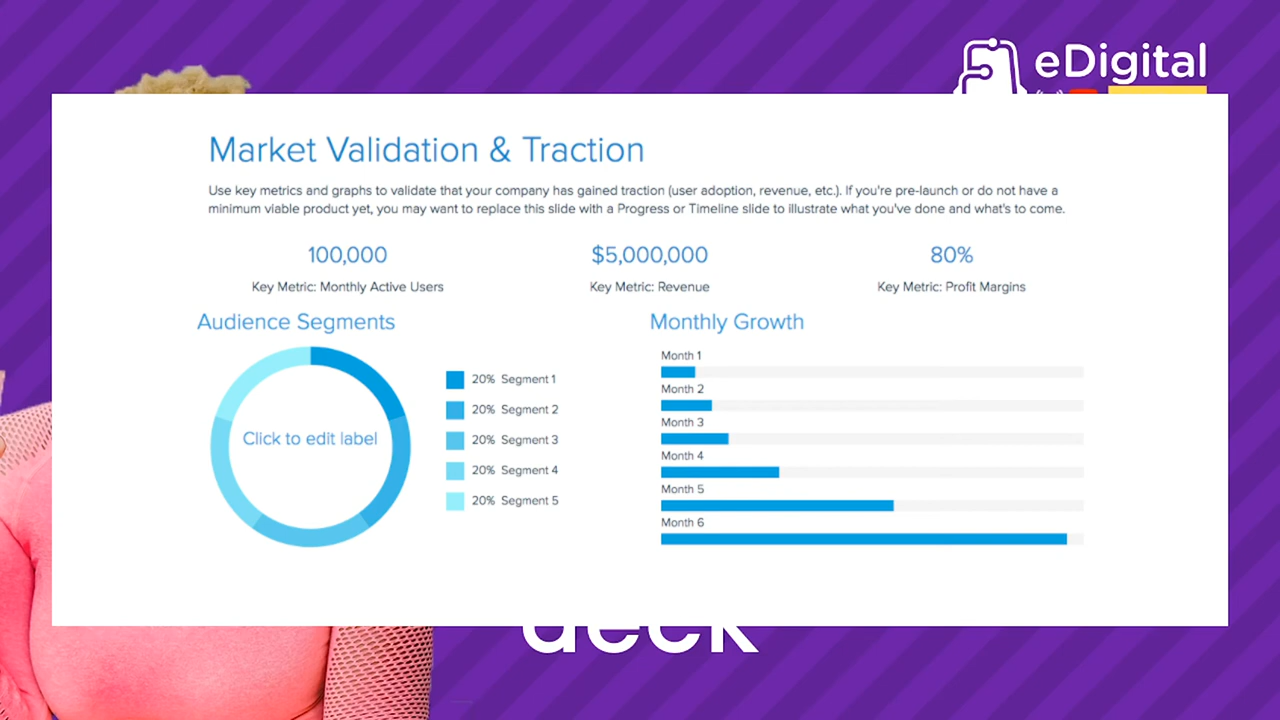 eDigital
Market Validation & Traction
Use key metrics and graphs to validate that your company has gained traction (user adoption, revenue, etc.). If you're pre-launch or do not have a
minimum viable product yet, you may want to replace this slide with a Progress or Timeline slide to illustrate what you've done and what's to come.
100,000
Key Metric: Monthly Active Users
$5,000,000
Key Metric: Revenue
80%
Key Metric: Profit Margins
Audience Segments
Click to edit label
20% Segment 1
20% Segment 2
20% Segment 3
20% Segment 4
20% Segment 5
Monthly Growth
Month 1
Month 2
Month 3
Month 4
Month 5
Month 6
deck